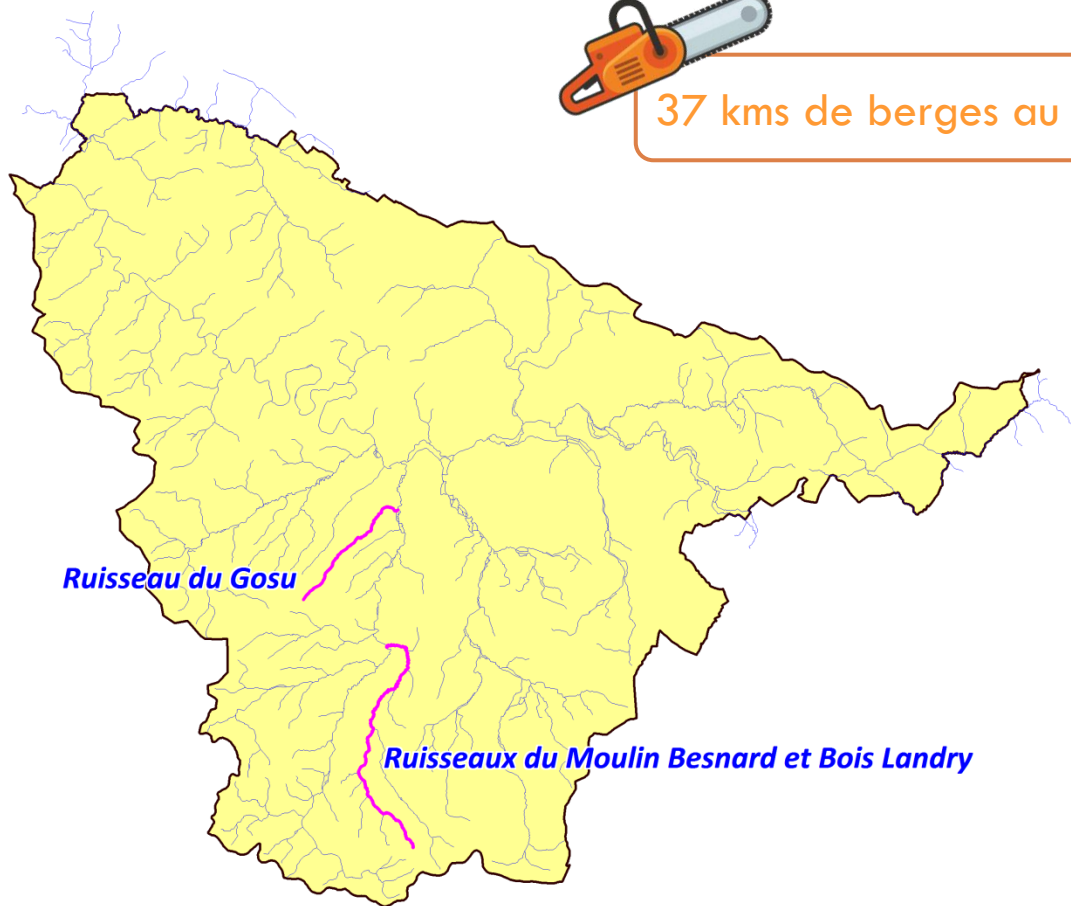 37 kms de berges au
Ruisseau du Gosu
Ruisseaux du Moulin Besnard et Bois Landry